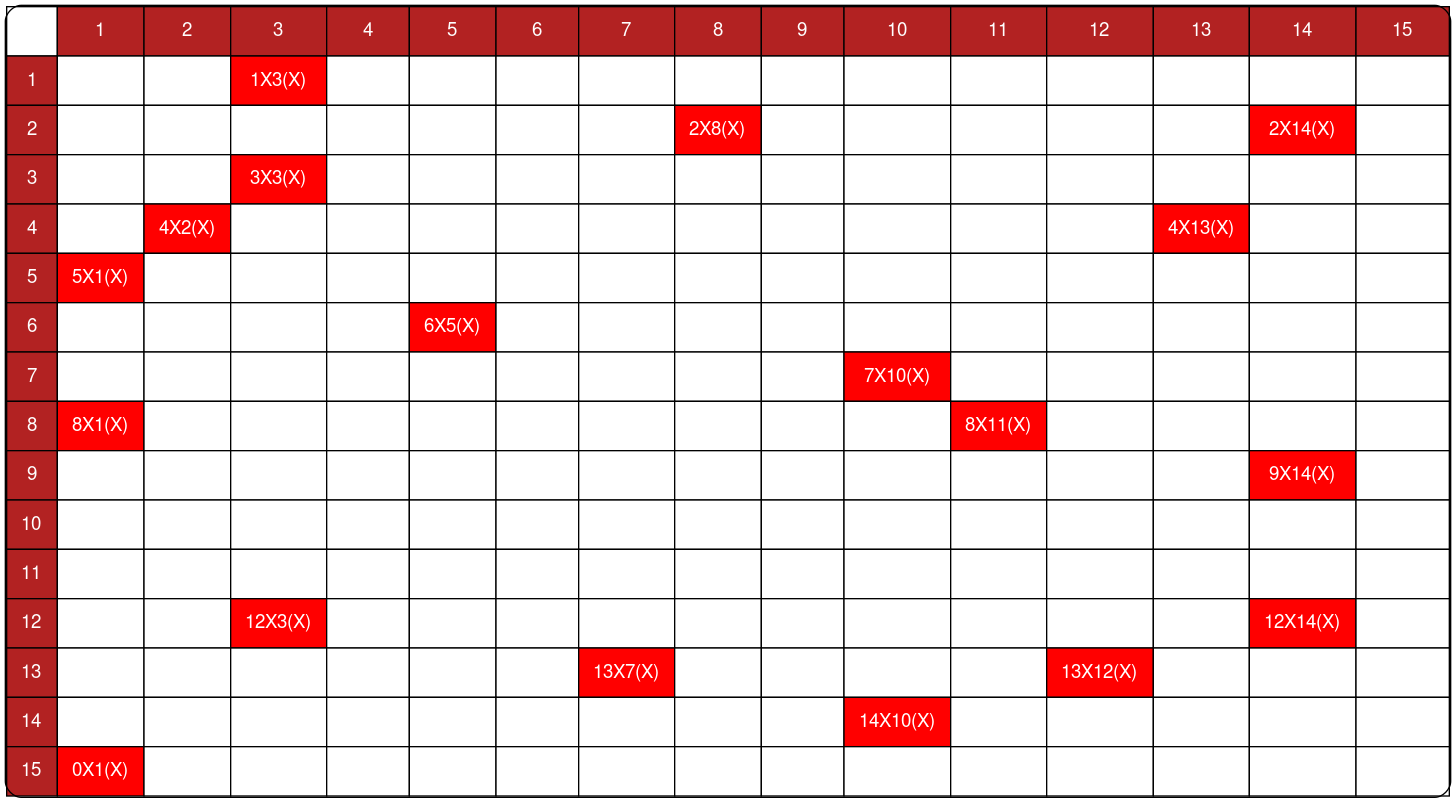 1 2 3 4 5 6 7 8 9 10 11 12 13 14 15
1 1X3(X)
2 2X8(X) 2X14(X)
3 3X3(X)
4 4X2(X) 4X13(X)
5 5X1(X)
6 6X5(X)
7 7X10(X)
8 8X1(X) 8X11(X)
9 9X14(X)
10
11
12 12X3(X) 12X14(X)
13 13X7(X) 13X12(X)
14 14X10(X)
15 0X1(X)